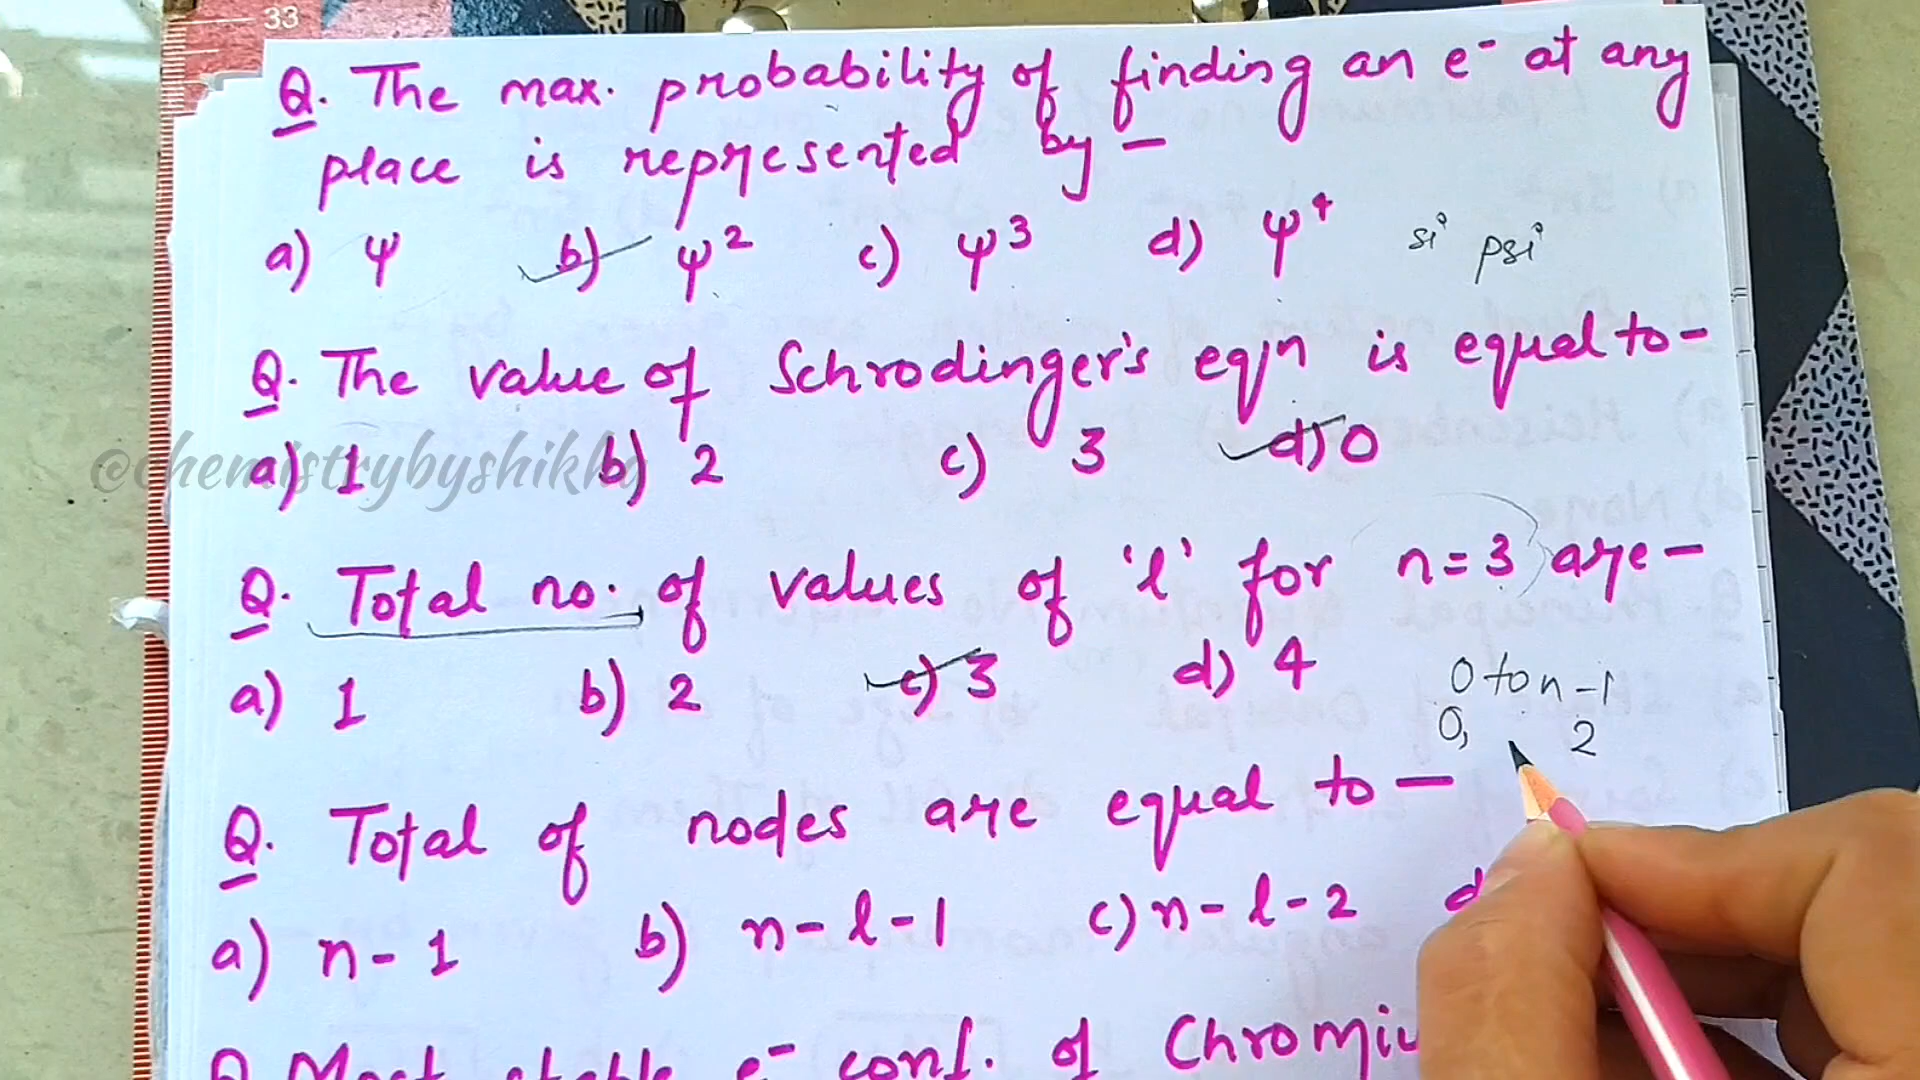 33
Q. The max. probability of finding an e⁻ at any
place is represented by –
a) ψ b) ψ² c) ψ³ d) ψ⁴ si psi
Q. The value of Schrodinger's eqn is equal to –
a) 1 b) 2 c) 3 d) 0
@chemistrybyshikha
Q. Total no. of values of 'l' for n=3 are –
a) 1 b) 2 c) 3 d) 4
0 to n-1
0, 2
Q. Total of nodes are equal to –
a) n-1 b) n-l-1 c) n-l-2
Q. Most stable e⁻ conf. of